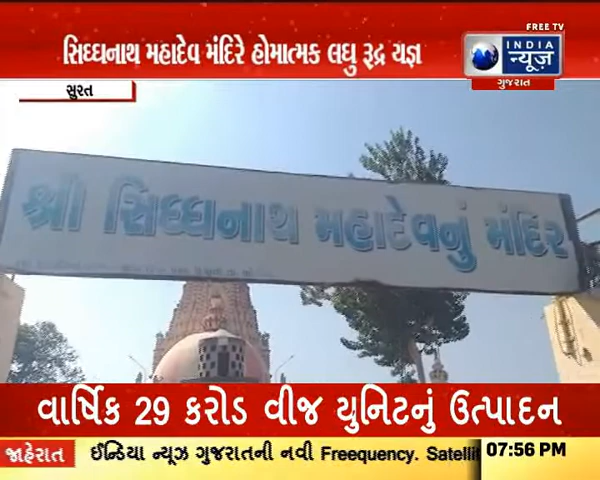 FREE TV
સિધ્ધનાથ મહાદેવ મંદિરે હોમાત્મક લઘુ રૂદ્ર યજ્ઞ
INDIA
ન્યૂઝ
ગુજરાત
સુરત
શ્રી સિધ્ધનાથ મહાદેવનું મંદિર
વાર્ષિક 29 કરોડ વીજ યુનિટનું ઉત્પાદન
જાહેરાત
ઈન્ડિયા ન્યૂઝ ગુજરાતની નવી Freequency. Satellit
07:56 PM